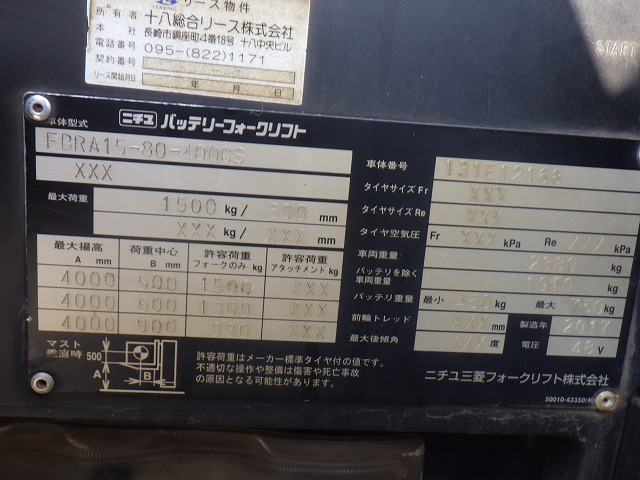 リース物件
所有者 十八総合リース株式会社
本社 長崎市銅座町4番18号 十八中央ビル
電話番号 095-(822)1171
契約番号
リース開始月日 年 月 日
START
ニチユ バッテリーフォークリフト
車体型式 FBRA15-80-400CS
XXX
最大荷重 1500 kg/ 500 mm
XXX kg/ XXX mm
最大揚高 A mm 荷重中心 B mm 許容荷重 フォークのみ kg 許容荷重 アタッチメント kg
4000 500 1500 XXX
4000 600 1300 XXX
4000 900 930 XXX
マスト垂直時 500 A B
許容荷重はメーカー標準タイヤ付の値です。
不適切な操作や整備は傷害や死亡事故
の原因となる可能性があります。
車体番号 131F12168
タイヤサイズ Fr XXX
タイヤサイズ Re XXX
タイヤ空気圧 Fr XXX kPa Re XXX kPa
車両重量 kg
バッテリを除く車両重量 1910 kg
バッテリ重量 最小 kg 最大 kg
前輪トレッド XXX mm 製造年 2017
最大後傾角 XXX 度 電圧 48 V
ニチユ三菱フォークリフト株式会社
50010-43350